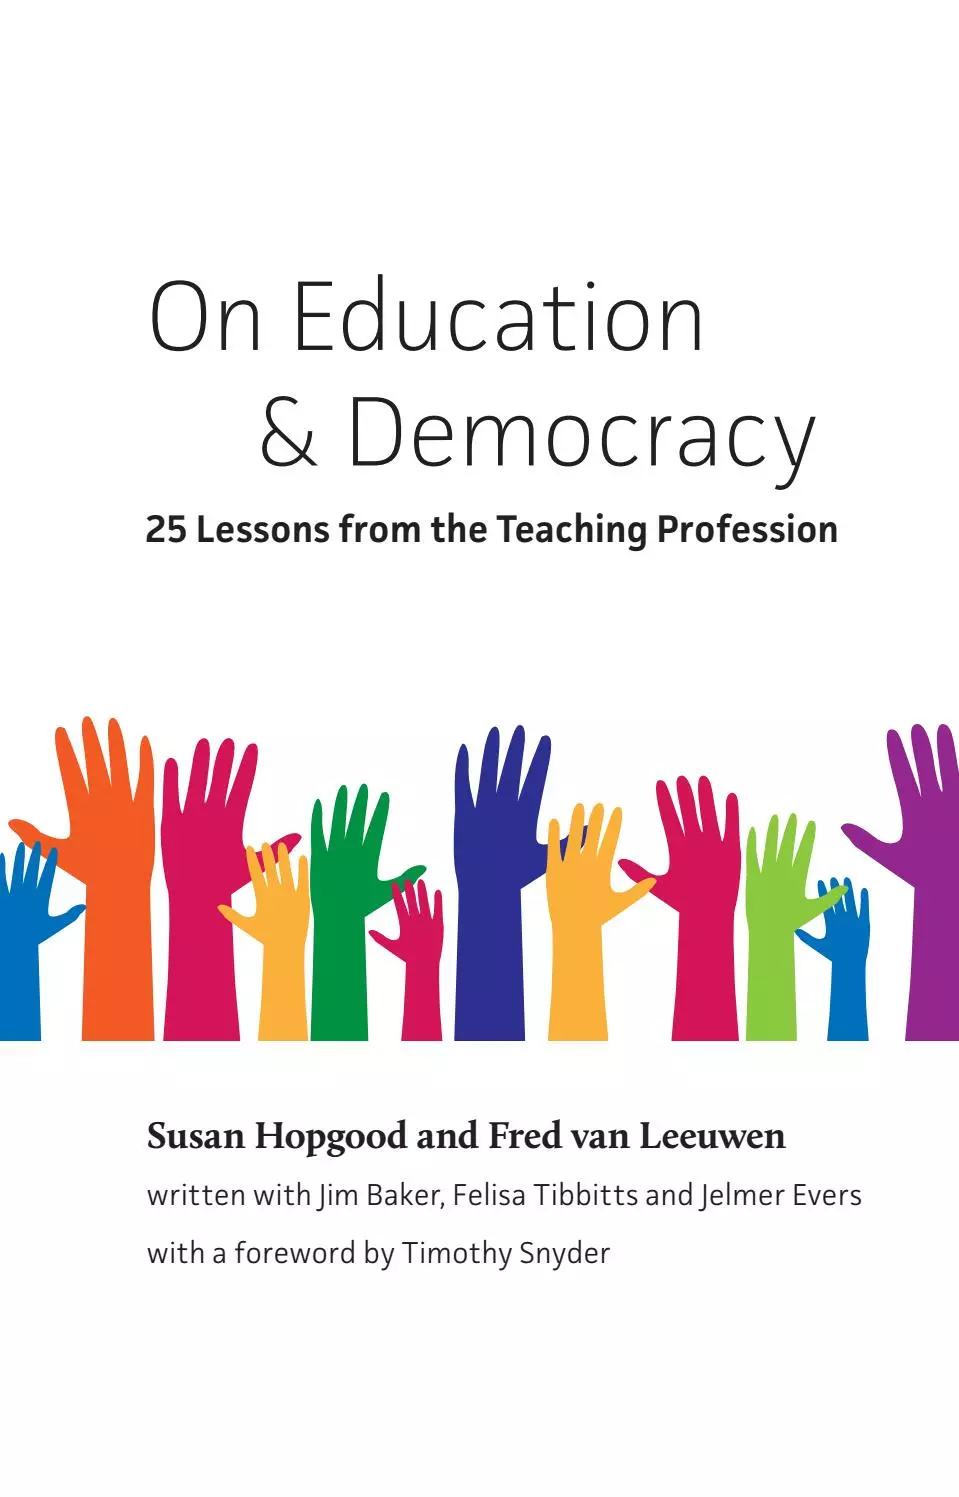 On Education
& Democracy
25 Lessons from the Teaching Profession
Susan Hopgood and Fred van Leeuwen
written with Jim Baker, Felisa Tibbitts and Jelmer Evers
with a foreword by Timothy Snyder